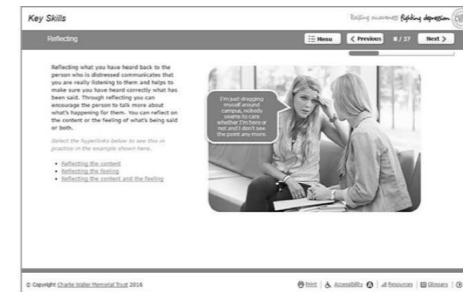 Key Skills
Raising awareness fighting depression
Reflecting
Menu
Previous
8 / 37
Next
Reflecting what you have heard back to the
person who is distressed communicates that
you are really listening to them and helps to
make sure you have heard correctly what has
been said. Through reflecting you can
encourage the person to talk more about
what's happening for them. You can reflect on
the content or the feeling of what's being said
or both.
Select the hyperlinks below to see this in
practice in the example shown here.
• Reflecting the content
• Reflecting the feeling
• Reflecting the content and the feeling
I'm just dragging
myself around
campus, nobody
seems to care
whether I'm here or
not and I don't see
the point any more.
© Copyright Charlie Waller Memorial Trust 2016
Print | Accessibility | Resources | Glossary |